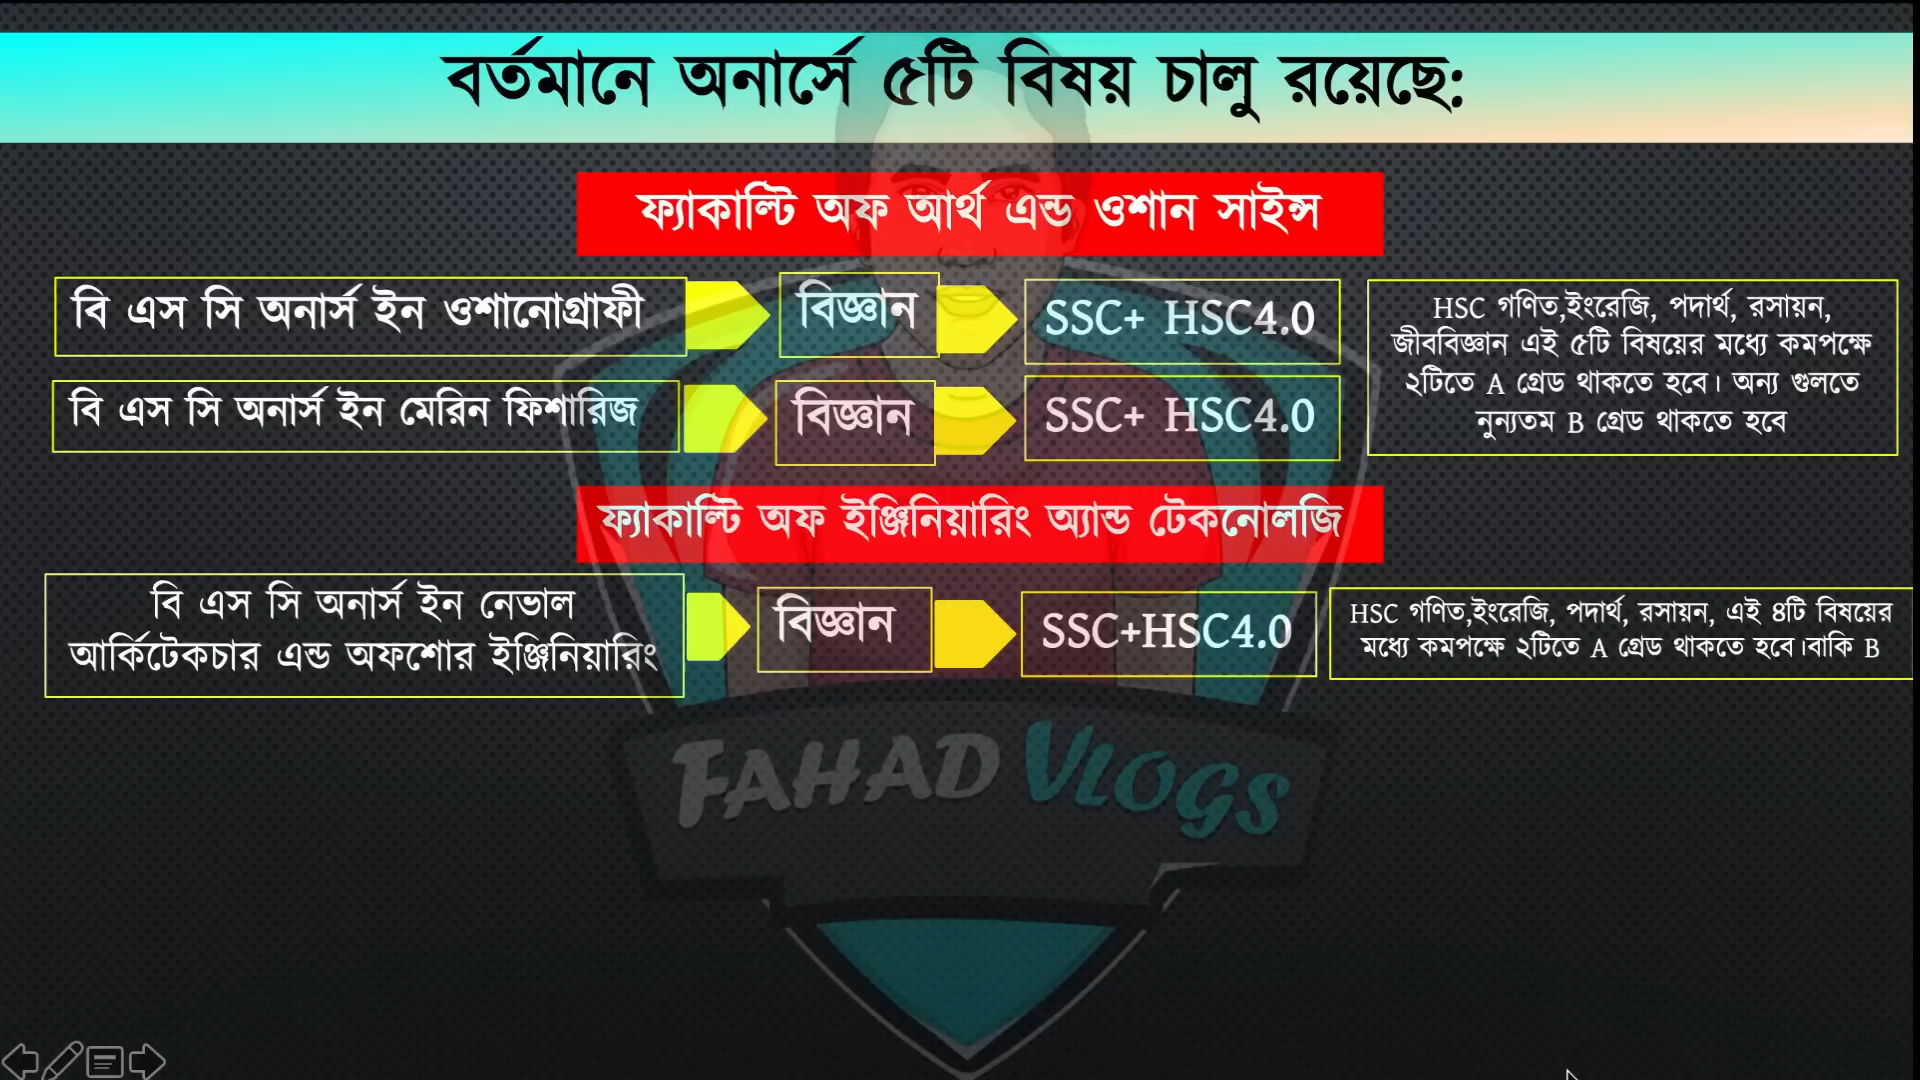 বর্তমানে অনার্সে ৫টি বিষয় চালু রয়েছে:
ফ্যাকাল্টি অফ আর্থ এন্ড ওশান সাইন্স
বি এস সি অনার্স ইন ওশানোগ্রাফী
বিজ্ঞান
SSC+ HSC4.0
HSC গণিত,ইংরেজি, পদার্থ, রসায়ন,
জীববিজ্ঞান এই ৫টি বিষয়ের মধ্যে কমপক্ষে
২টিতে A গ্রেড থাকতে হবে। অন্য গুলতে
নুন্যতম B গ্রেড থাকতে হবে
বি এস সি অনার্স ইন মেরিন ফিশারিজ
বিজ্ঞান
SSC+ HSC4.0
ফ্যাকাল্টি অফ ইঞ্জিনিয়ারিং অ্যান্ড টেকনোলজি
বি এস সি অনার্স ইন নেভাল
আর্কিটেকচার এন্ড অফশোর ইঞ্জিনিয়ারিং
বিজ্ঞান
SSC+HSC4.0
HSC গণিত,ইংরেজি, পদার্থ, রসায়ন, এই ৪টি বিষয়ের
মধ্যে কমপক্ষে ২টিতে A গ্রেড থাকতে হবে।বাকি B
FAHAD VLOGS